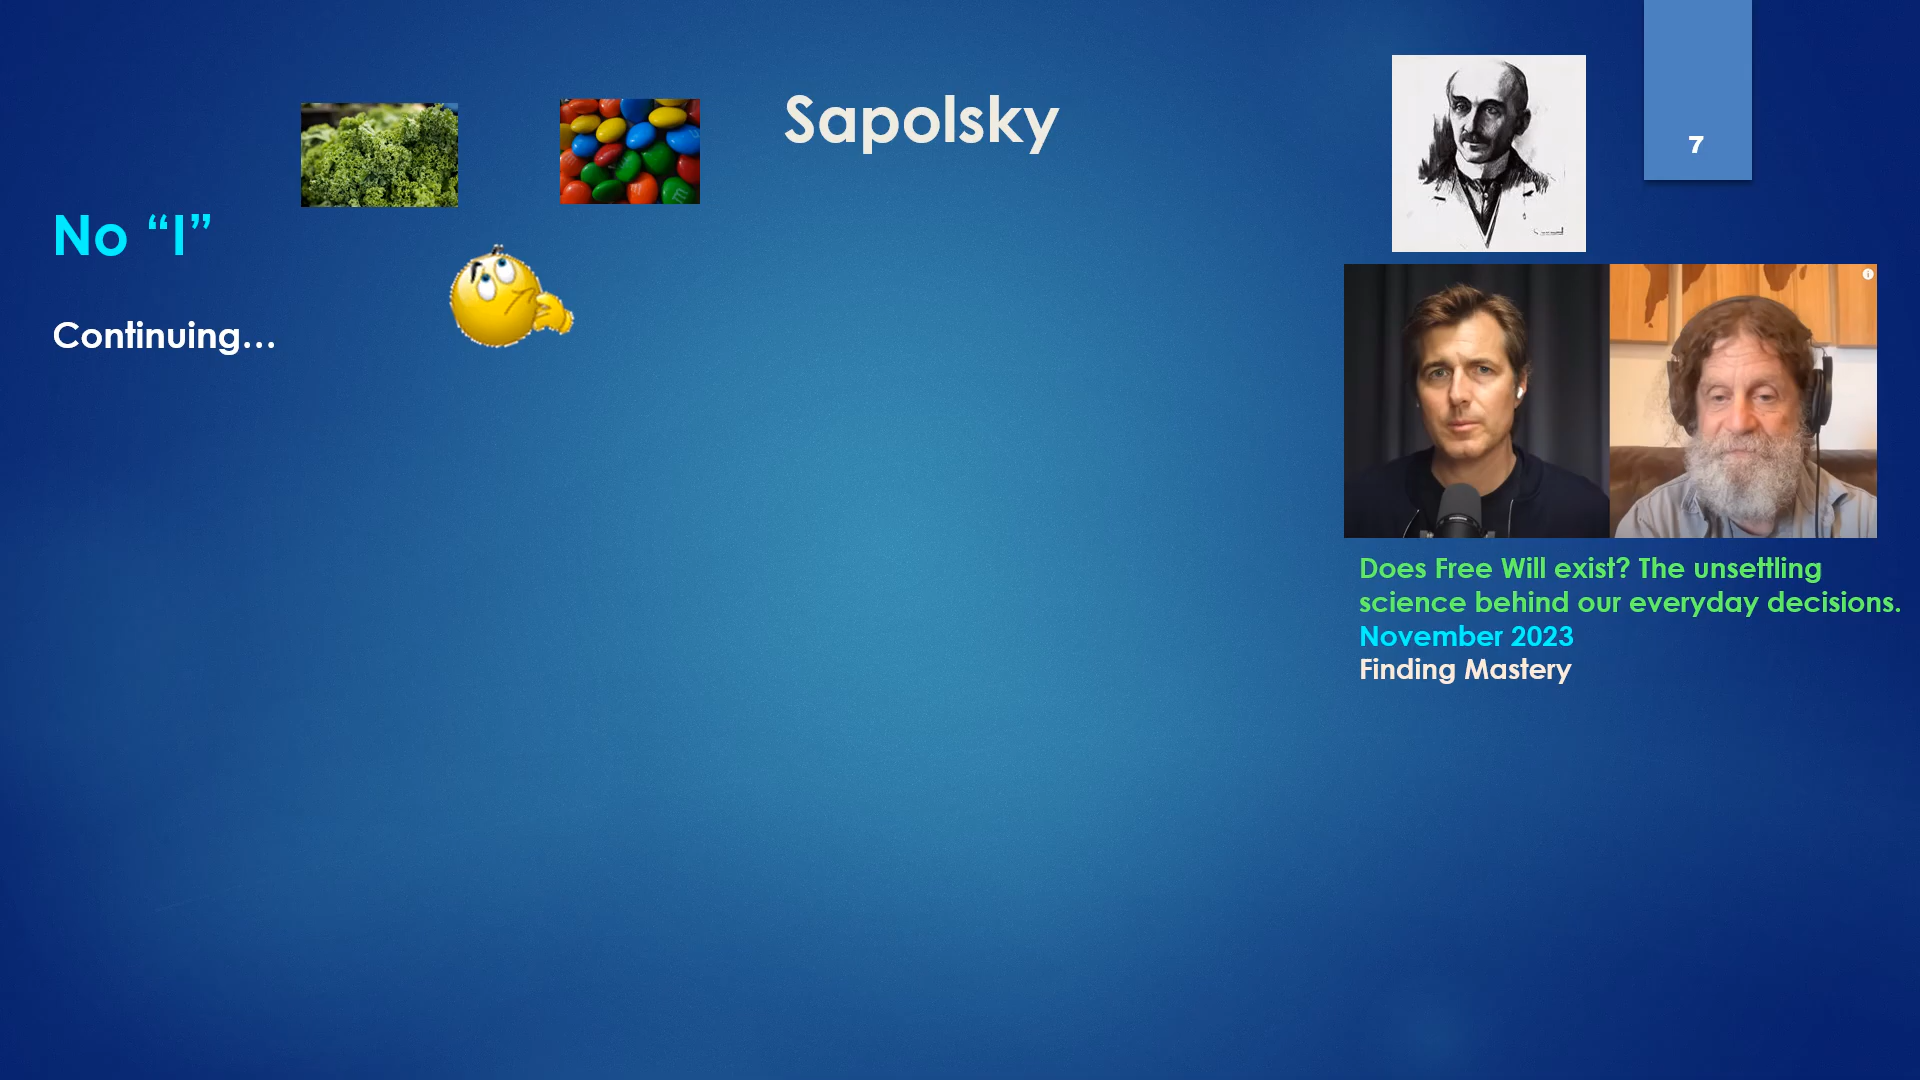 Sapolsky
7
No “I”
Continuing…
Does Free Will exist? The unsettling
science behind our everyday decisions.
November 2023
Finding Mastery